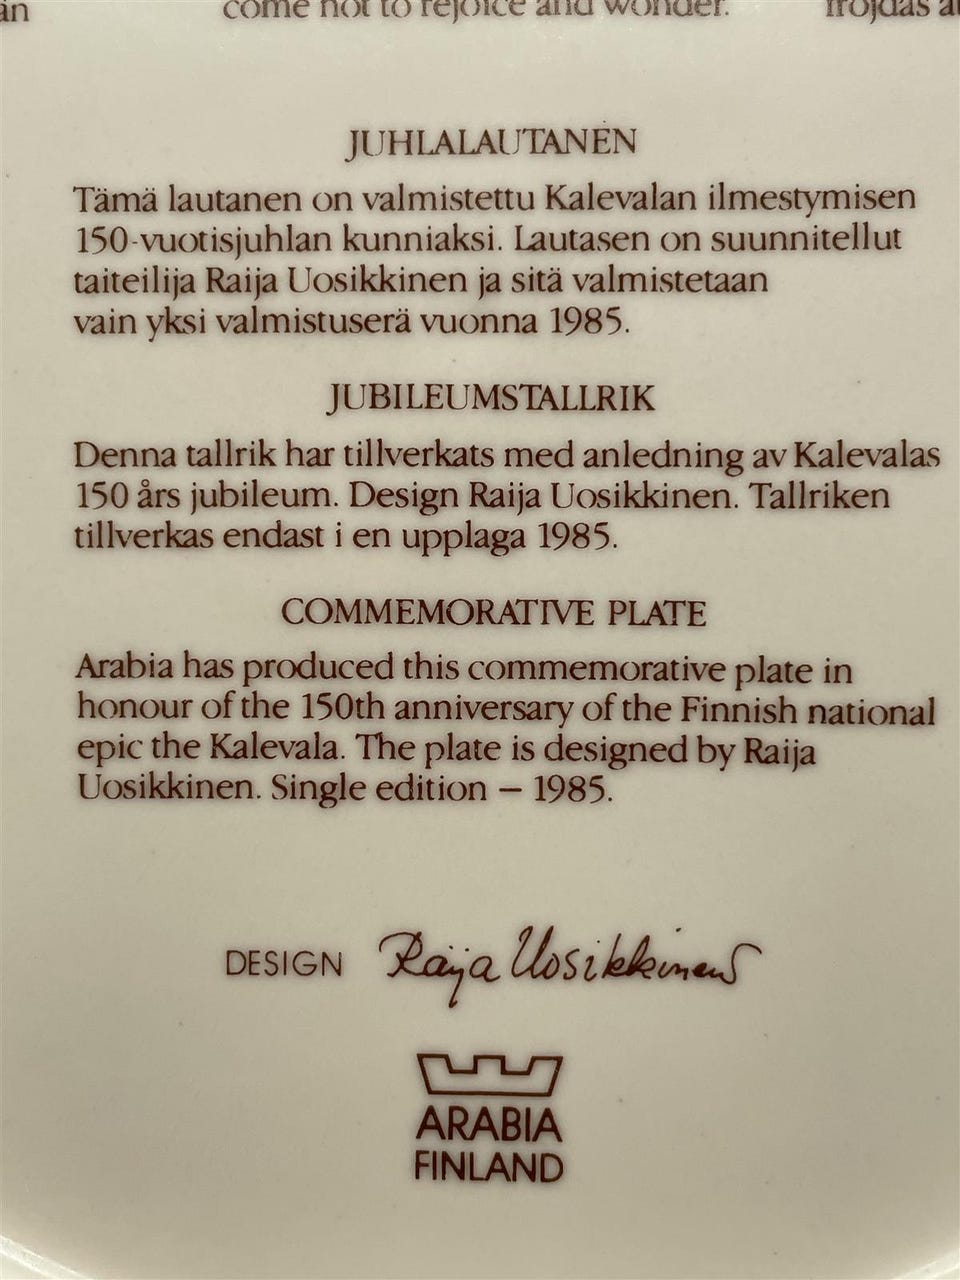 än come not to rejoice and wonder. fröjdas
JUHLALAUTANEN
Tämä lautanen on valmistettu Kalevalan ilmestymisen
150-vuotisjuhlan kunniaksi. Lautasen on suunnitellut
taiteilija Raija Uosikkinen ja sitä valmistetaan
vain yksi valmistuserä vuonna 1985.
JUBILEUMSTALLRIK
Denna tallrik har tillverkats med anledning av Kalevalas
150 års jubileum. Design Raija Uosikkinen. Tallriken
tillverkas endast i en upplaga 1985.
COMMEMORATIVE PLATE
Arabia has produced this commemorative plate in
honour of the 150th anniversary of the Finnish national
epic the Kalevala. The plate is designed by Raija
Uosikkinen. Single edition – 1985.
DESIGN Raija Uosikkinen
ARABIA
FINLAND